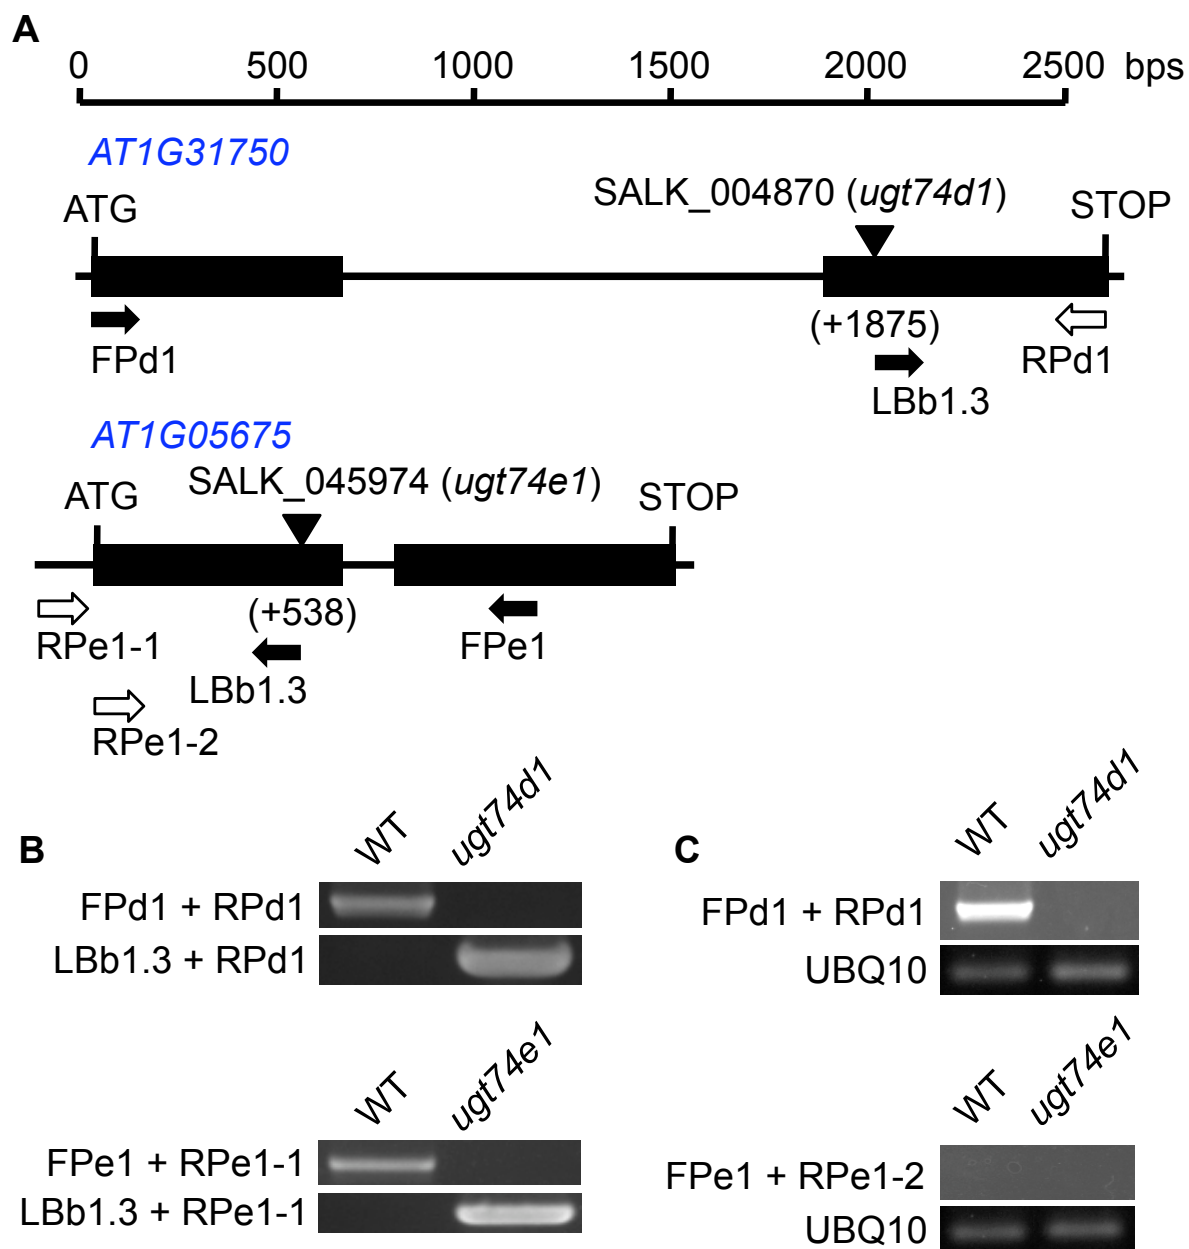 A
0 500 1000 1500 2000 2500 bps
AT1G31750
SALK_004870 (ugt74d1)
ATG STOP
(+1875)
FPd1 RPd1
LBb1.3
AT1G05675
SALK_045974 (ugt74e1)
ATG STOP
(+538)
RPe1-1 FPe1
LBb1.3
RPe1-2
B
WT ugt74d1
FPd1 + RPd1
LBb1.3 + RPd1
WT ugt74e1
FPe1 + RPe1-1
LBb1.3 + RPe1-1
C
WT ugt74d1
FPd1 + RPd1
UBQ10
WT ugt74e1
FPe1 + RPe1-2
UBQ10